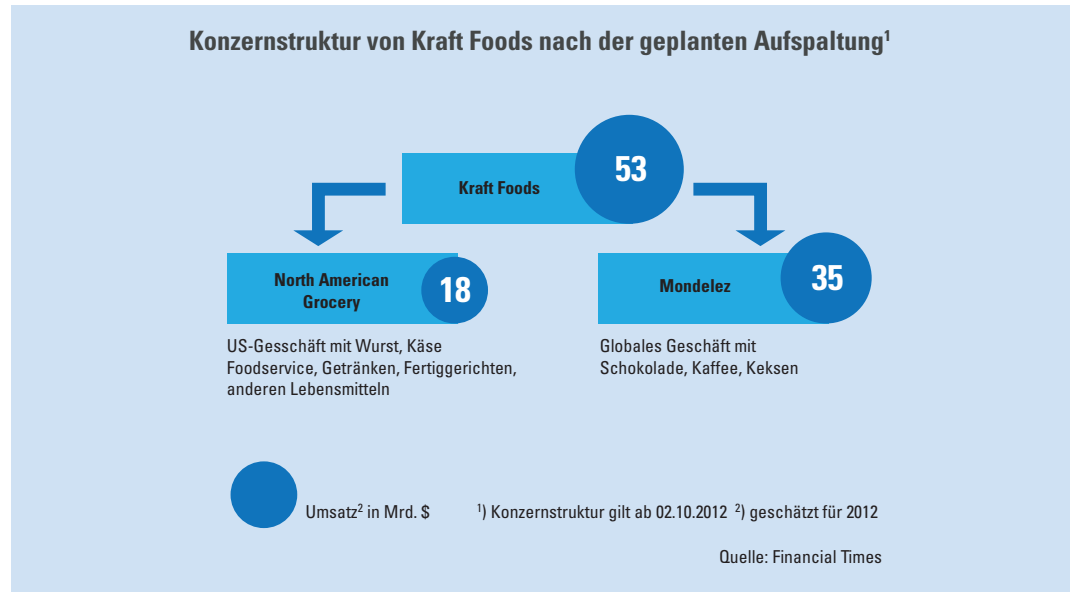 Konzernstruktur von Kraft Foods nach der geplanten Aufspaltung¹
Kraft Foods
53
North American
Grocery
18
Mondelez
35
US-Gesschäft mit Wurst, Käse
Foodservice, Getränken, Fertiggerichten,
anderen Lebensmitteln
Globales Geschäft mit
Schokolade, Kaffee, Keksen
Umsatz² in Mrd. $
¹) Konzernstruktur gilt ab 02.10.2012 ²) geschätzt für 2012
Quelle: Financial Times